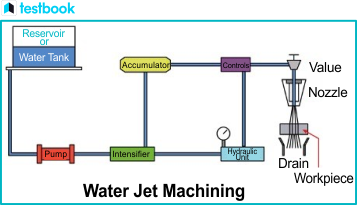 testbook
Reservoir
or
Water Tank
Accumulator
Controls
Value
Nozzle
Pump
Intensifier
Hydraulic
Unit
Drain
Workpiece
Water Jet Machining